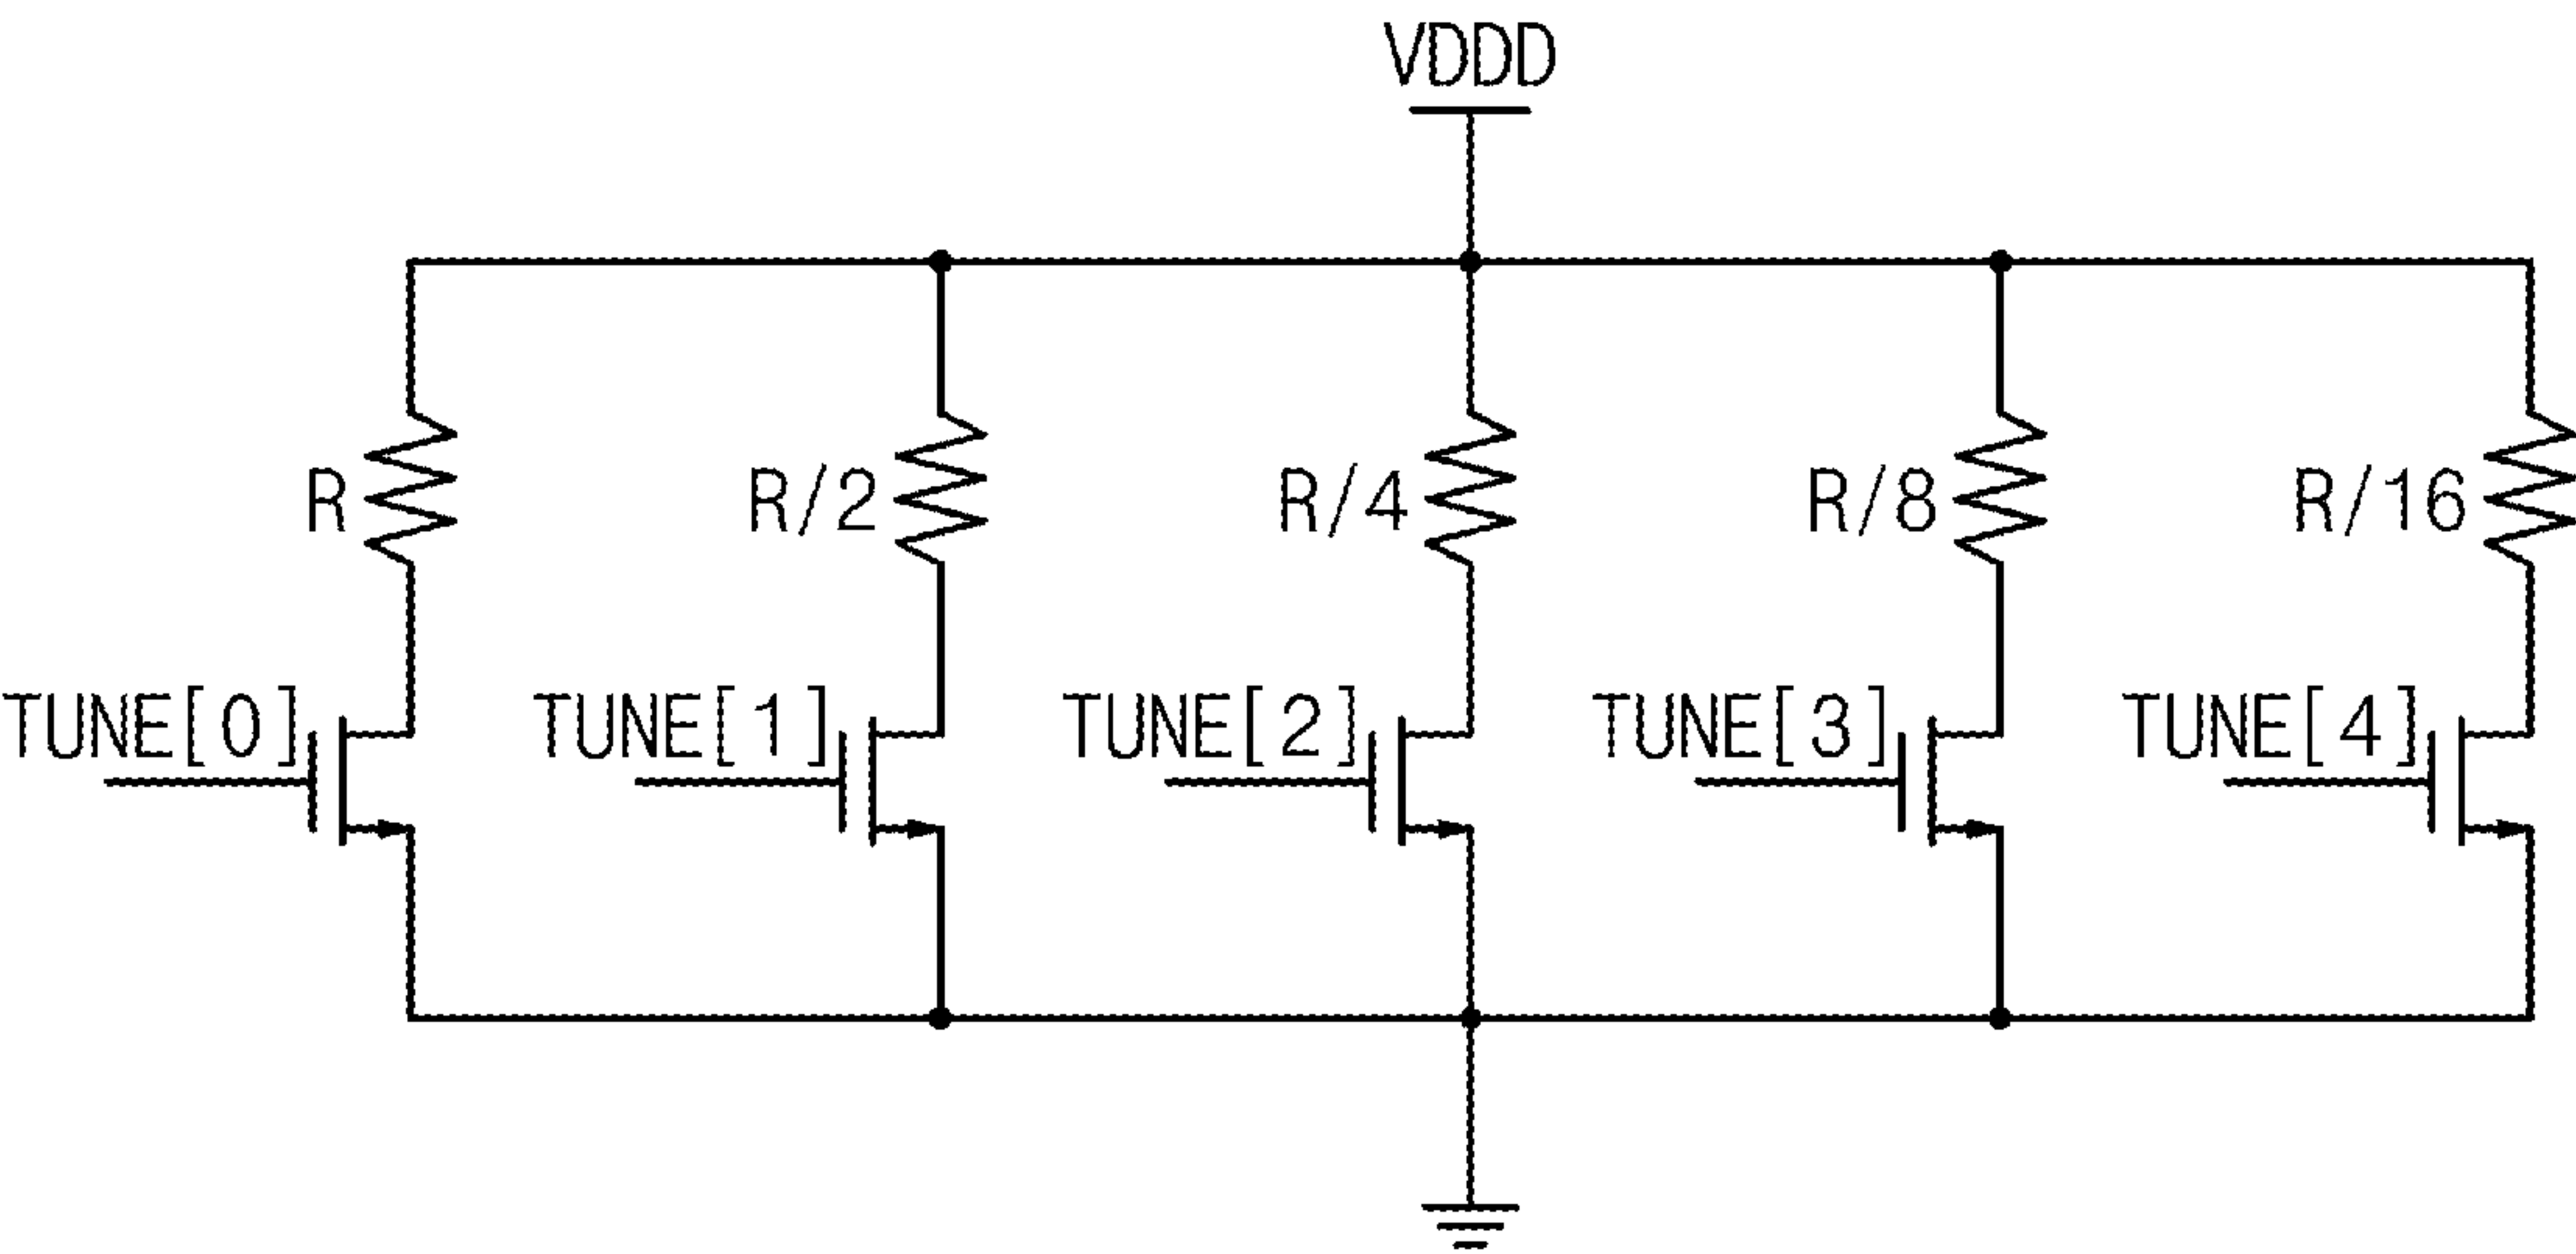 VDDD
R R/2 R/4 R/8 R/16
TUNE[0] TUNE[1] TUNE[2] TUNE[3] TUNE[4]